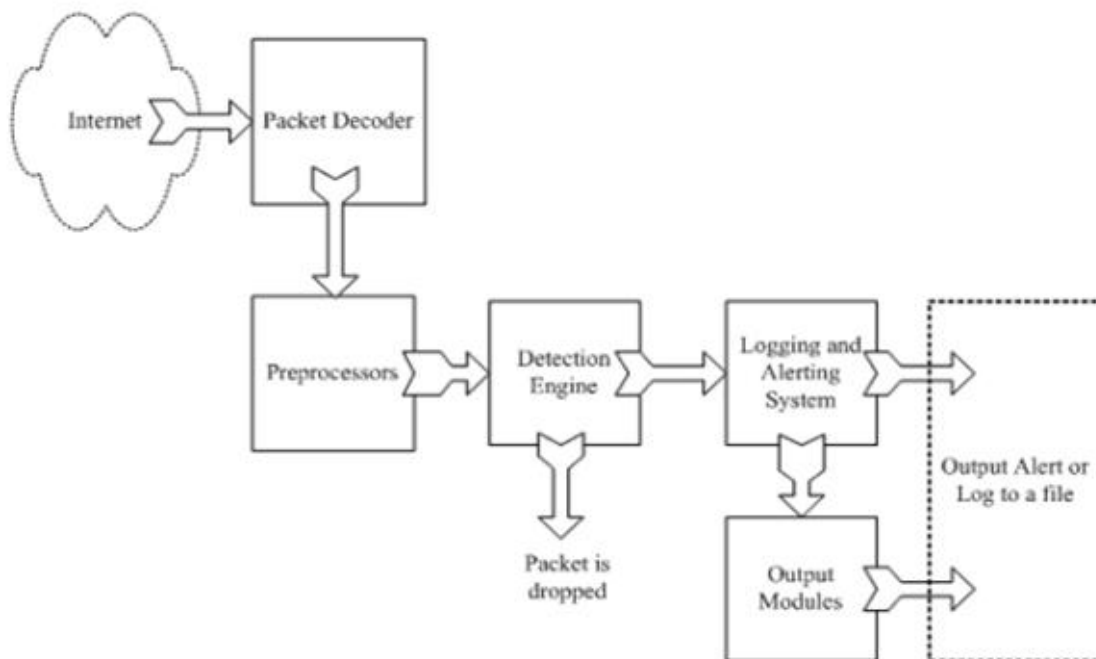 Internet
Packet Decoder
Preprocessors
Detection
Engine
Logging and
Alerting
System
Packet is
dropped
Output
Modules
Output Alert or
Log to a file